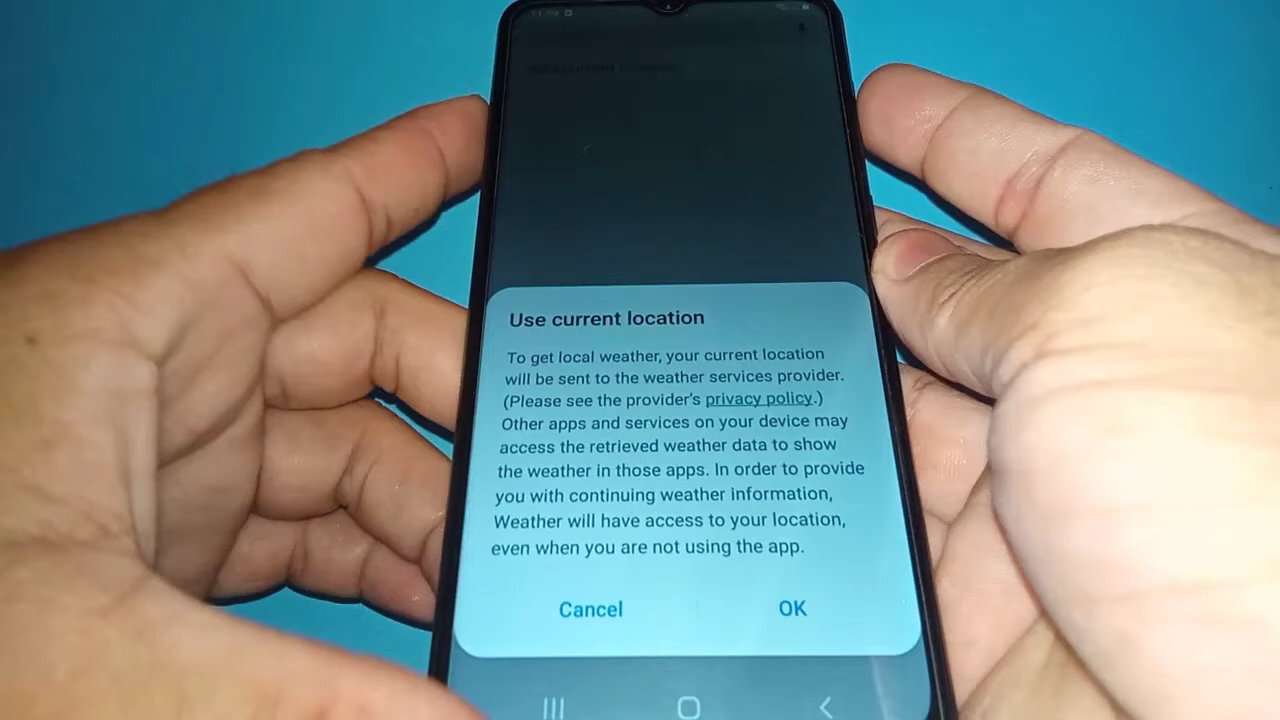 Use current location
To get local weather, your current location
will be sent to the weather services provider.
(Please see the provider's privacy policy.)
Other apps and services on your device may
access the retrieved weather data to show
the weather in those apps. In order to provide
you with continuing weather information,
Weather will have access to your location,
even when you are not using the app.
Cancel OK